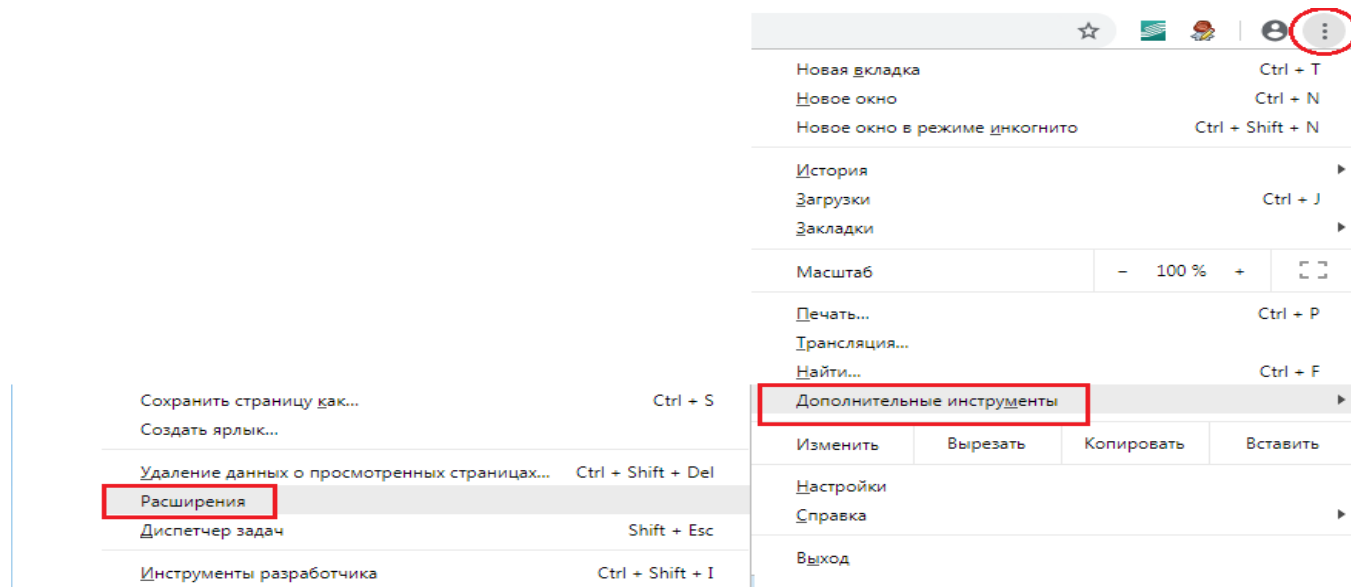 Новая вкладка Ctrl + T
Новое окно Ctrl + N
Новое окно в режиме инкогнито Ctrl + Shift + N
История
Загрузки Ctrl + J
Закладки
Масштаб - 100 % +
Печать... Ctrl + P
Трансляция...
Найти... Ctrl + F
Дополнительные инструменты
Изменить Вырезать Копировать Вставить
Настройки
Справка
Выход
Сохранить страницу как... Ctrl + S
Создать ярлык...
Удаление данных о просмотренных страницах... Ctrl + Shift + Del
Расширения
Диспетчер задач Shift + Esc
Инструменты разработчика Ctrl + Shift + I